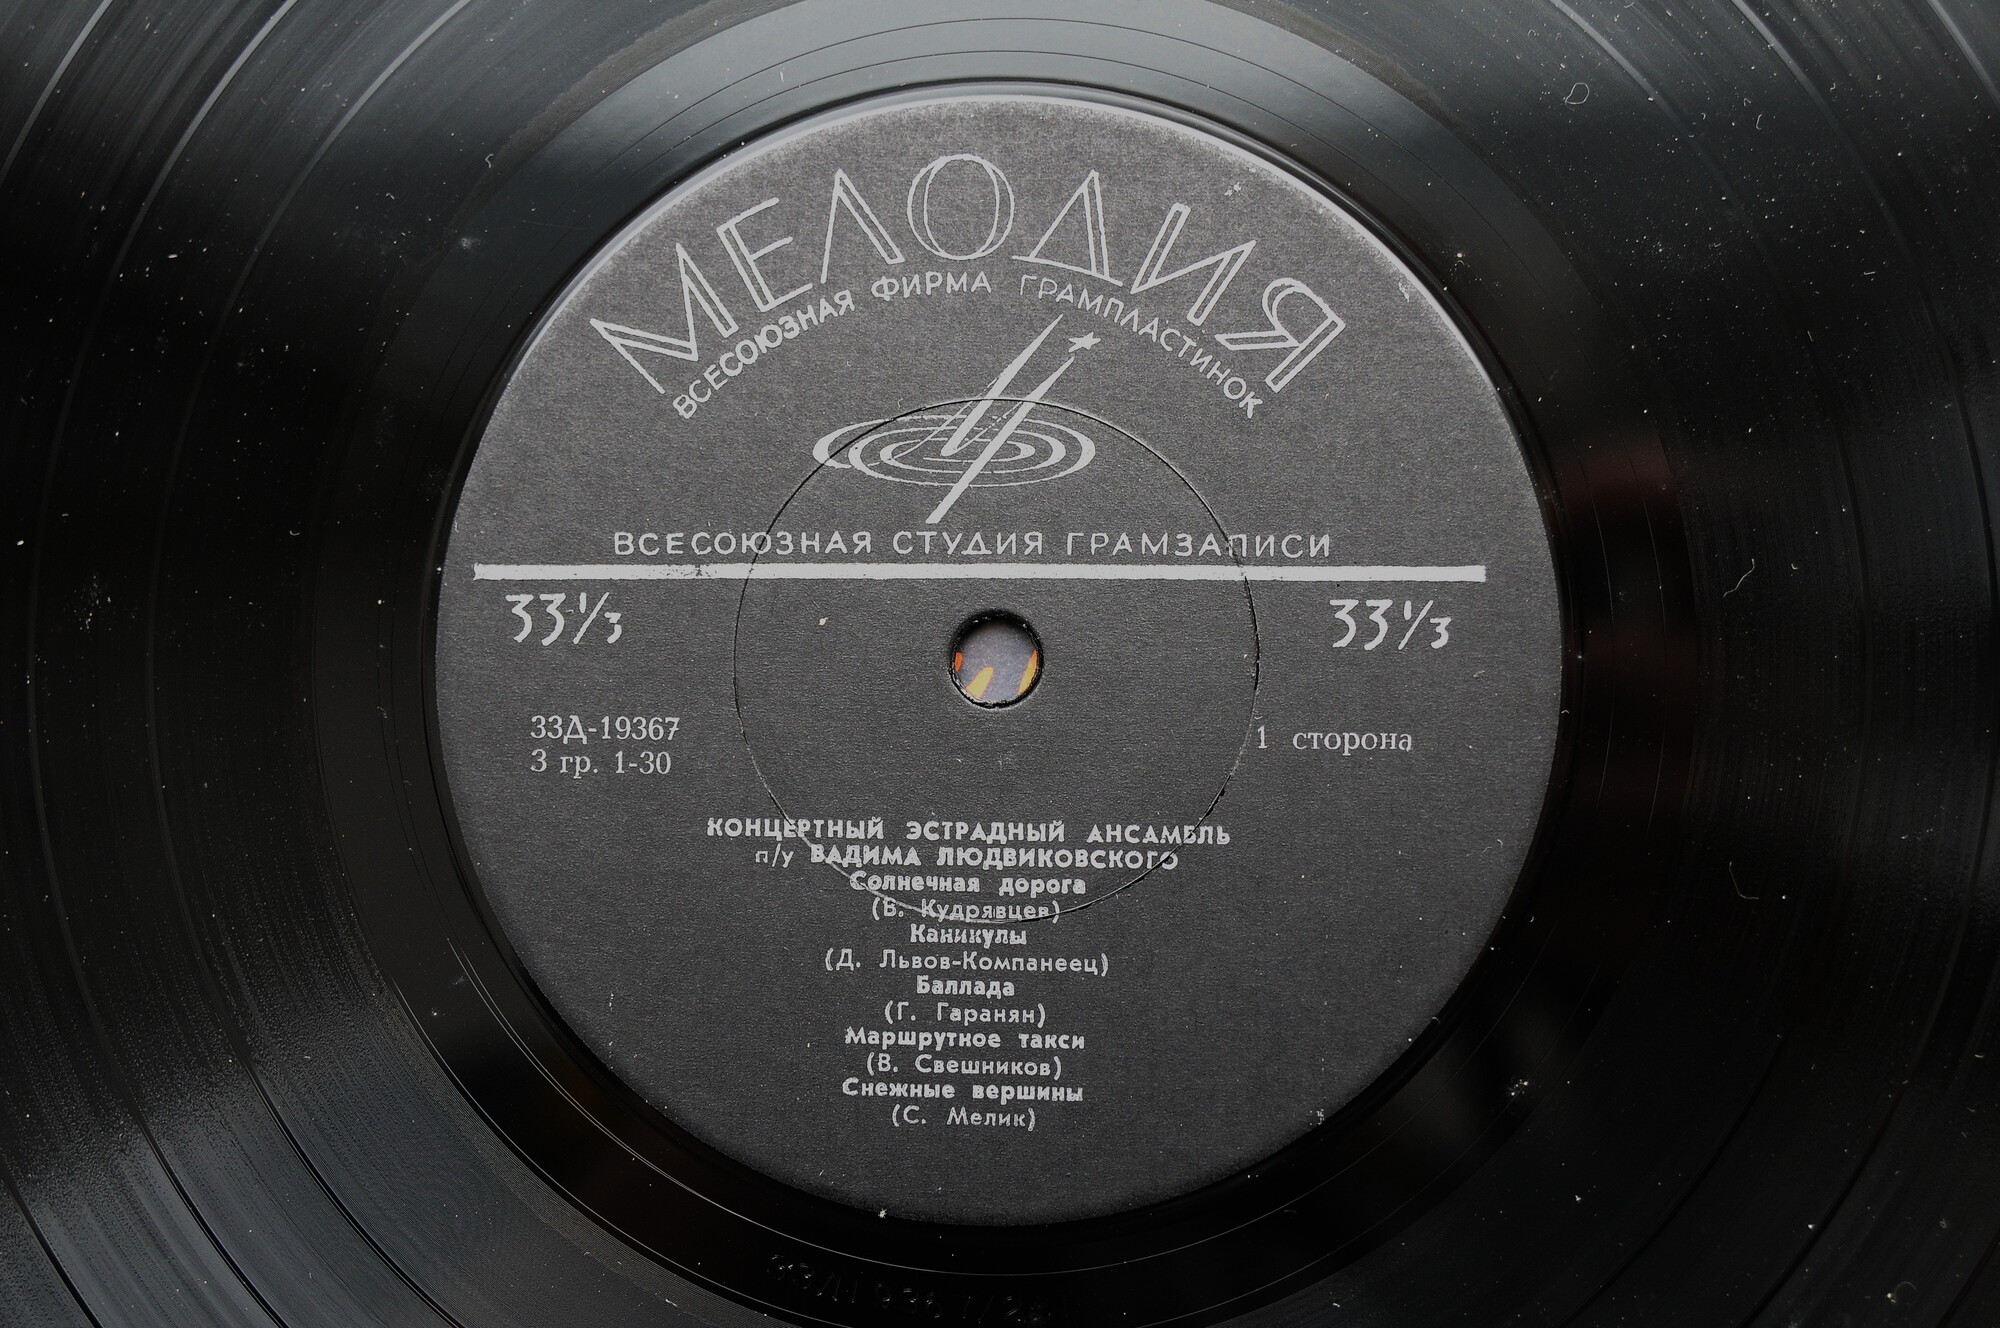 МЕЛОДИЯ
ВСЕСОЮЗНАЯ ФИРМА ГРАМПЛАСТИНОК
ВСЕСОЮЗНАЯ СТУДИЯ ГРАМЗАПИСИ
33⅓ 33⅓
33Д-19367
3 гр. 1-30
1 сторона
КОНЦЕРТНЫЙ ЭСТРАДНЫЙ АНСАМБЛЬ
п/у ВАДИМА ЛЮДВИКОВСКОГО
Солнечная дорога
(В. Кудрявцев)
Каникулы
(Д. Львов-Компанеец)
Баллада
(Г. Гаранян)
Маршрутное такси
(В. Свешников)
Снежные вершины
(С. Мелик)